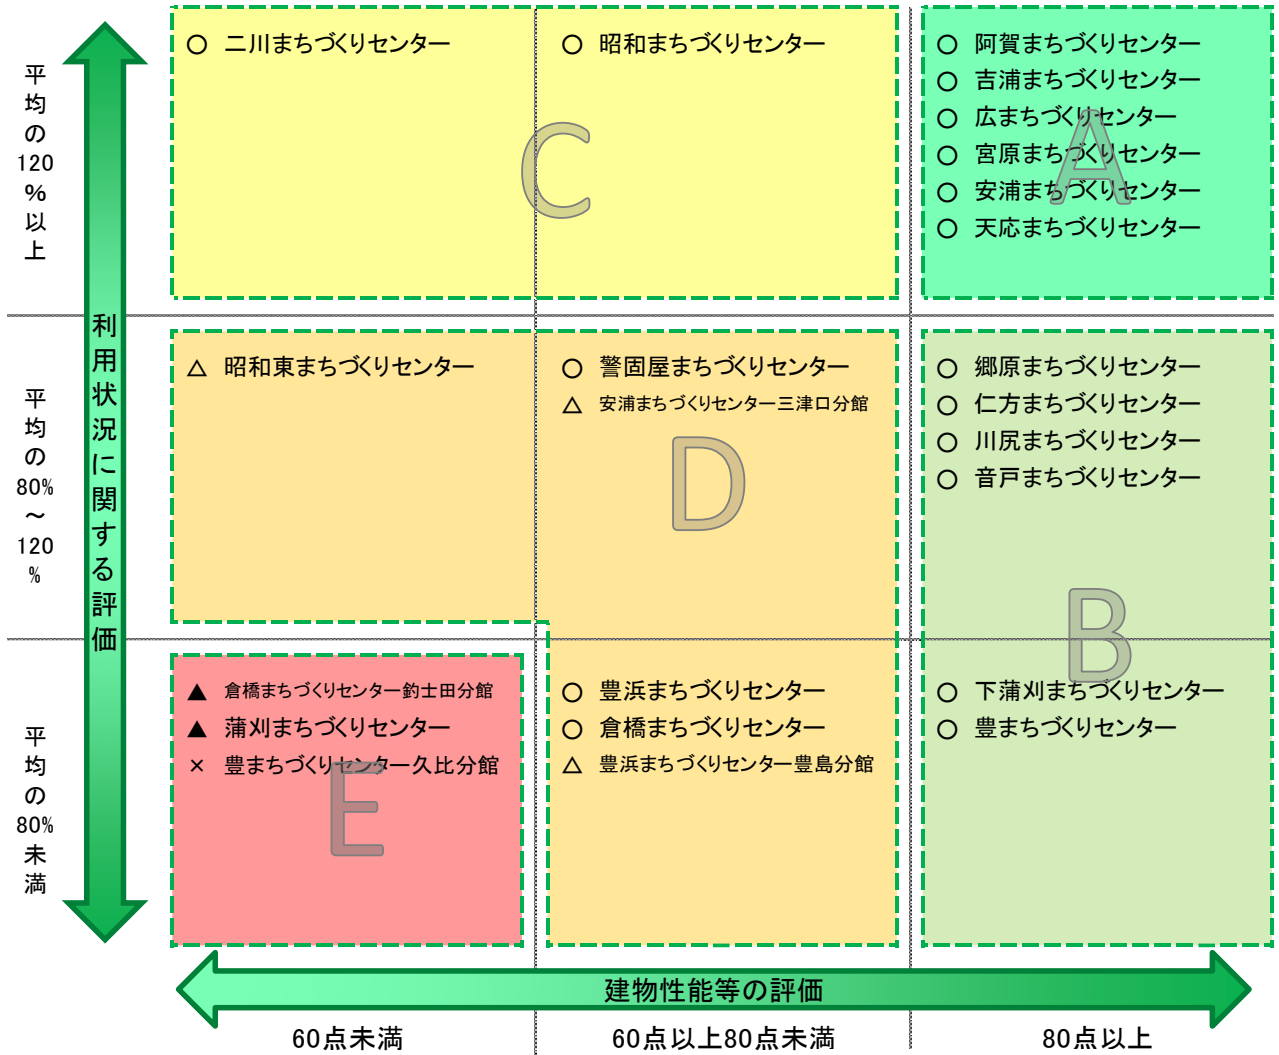 平均の120%以上
平均の80%~120%
平均の80%未満
利用状況に関する評価
○ 二川まちづくりセンター
○ 昭和まちづくりセンター
C
○ 阿賀まちづくりセンター
○ 吉浦まちづくりセンター
○ 広まちづくりセンター
○ 宮原まちづくりセンター
○ 安浦まちづくりセンター
○ 天応まちづくりセンター
A
△ 昭和東まちづくりセンター
○ 警固屋まちづくりセンター
△ 安浦まちづくりセンター三津口分館
D
○ 郷原まちづくりセンター
○ 仁方まちづくりセンター
○ 川尻まちづくりセンター
○ 音戸まちづくりセンター
B
▲ 倉橋まちづくりセンター釣士田分館
▲ 蒲刈まちづくりセンター
× 豊まちづくりセンター久比分館
E
○ 豊浜まちづくりセンター
○ 倉橋まちづくりセンター
△ 豊浜まちづくりセンター豊島分館
○ 下蒲刈まちづくりセンター
○ 豊まちづくりセンター
建物性能等の評価
60点未満
60点以上80点未満
80点以上